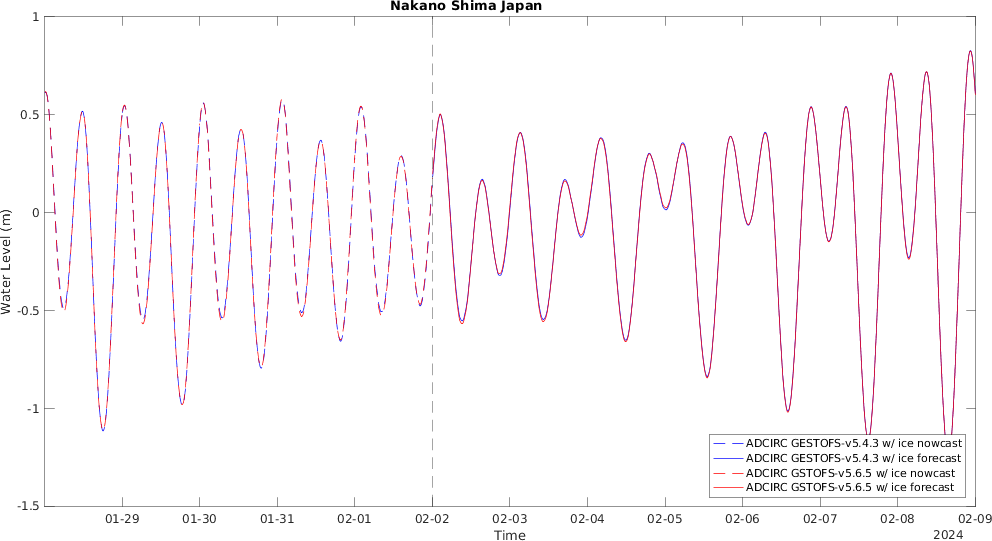 Nakano Shima Japan
1
0.5
0
-0.5
-1
-1.5
Water Level (m)
ADCIRC GESTOFS-v5.4.3 w/ ice nowcast
ADCIRC GESTOFS-v5.4.3 w/ ice forecast
ADCIRC GSTOFS-v5.6.5 w/ ice nowcast
ADCIRC GSTOFS-v5.6.5 w/ ice forecast
01-29 01-30 01-31 02-01 02-02 02-03 02-04 02-05 02-06 02-07 02-08 02-09
Time
2024